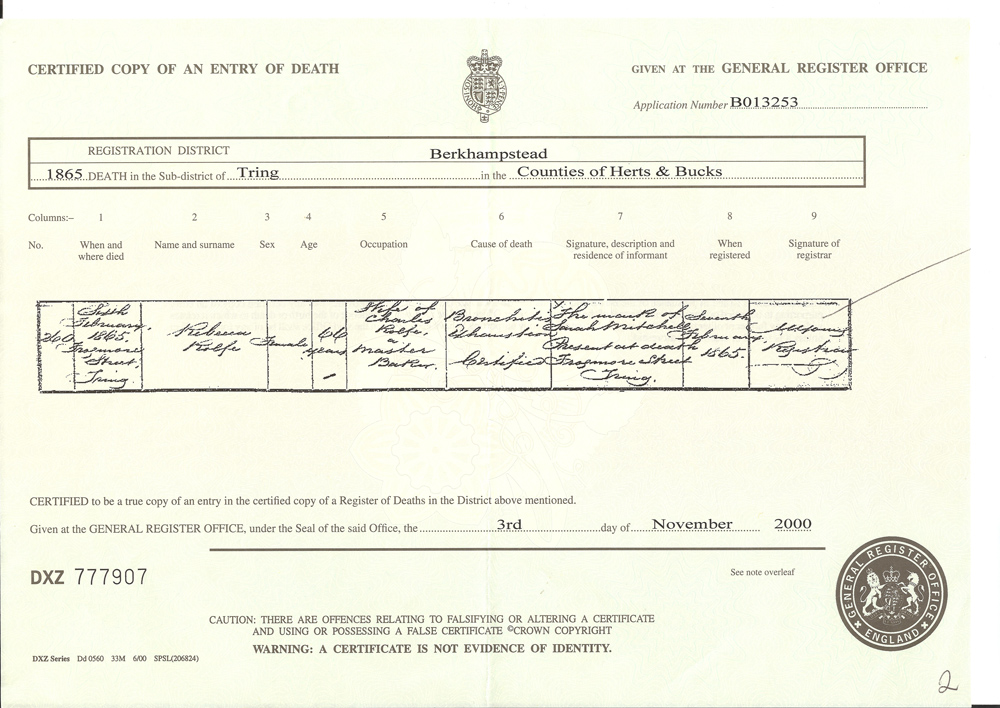 CERTIFIED COPY OF AN ENTRY OF DEATH
GIVEN AT THE GENERAL REGISTER OFFICE
Application Number B013253
REGISTRATION DISTRICT Berkhampstead
1865 DEATH in the Sub-district of Tring in the Counties of Herts & Bucks
Columns:– 1 2 3 4 5 6 7 8 9
No. When and where died Name and surname Sex Age Occupation Cause of death Signature, description and residence of informant When registered Signature of registrar
260
Sixth
February
1865.
Frogmore
Street,
Tring
Rebecca
Rolfe
Female
66
years
Wife of
Charles
Rolfe,
a
Master
Baker.
Bronchitis
Exhaustion
Certified
The mark of
Sarah Mitchell
Present at death
Frogmore Street
Tring.
Seventh
February
1865.
Registrar
CERTIFIED to be a true copy of an entry in the certified copy of a Register of Deaths in the District above mentioned.
Given at the GENERAL REGISTER OFFICE, under the Seal of the said Office, the 3rd day of November 2000
DXZ 777907
See note overleaf
GENERAL REGISTER OFFICE
ENGLAND
CAUTION: THERE ARE OFFENCES RELATING TO FALSIFYING OR ALTERING A CERTIFICATE
AND USING OR POSSESSING A FALSE CERTIFICATE ©CROWN COPYRIGHT
WARNING: A CERTIFICATE IS NOT EVIDENCE OF IDENTITY.
DXZ Series Dd 0560 33M 6/00 SPSL(206824)
2